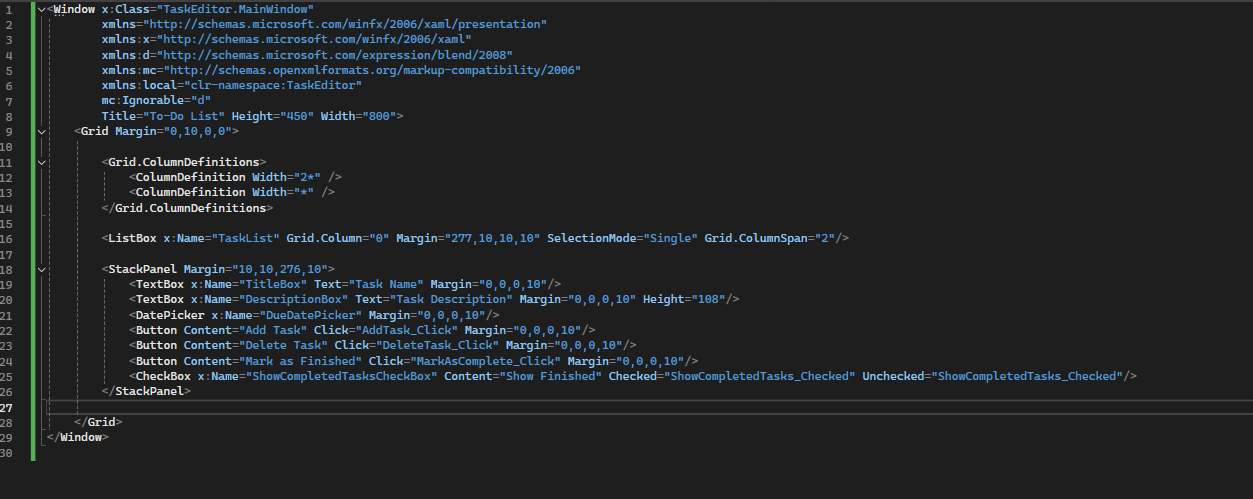 1 <Window x:Class="TaskEditor.MainWindow"
2 xmlns="http://schemas.microsoft.com/winfx/2006/xaml/presentation"
3 xmlns:x="http://schemas.microsoft.com/winfx/2006/xaml"
4 xmlns:d="http://schemas.microsoft.com/expression/blend/2008"
5 xmlns:mc="http://schemas.openxmlformats.org/markup-compatibility/2006"
6 xmlns:local="clr-namespace:TaskEditor"
7 mc:Ignorable="d"
8 Title="To-Do List" Height="450" Width="800">
9 <Grid Margin="0,10,0,0">
10
11 <Grid.ColumnDefinitions>
12 <ColumnDefinition Width="2*" />
13 <ColumnDefinition Width="*" />
14 </Grid.ColumnDefinitions>
15
16 <ListBox x:Name="TaskList" Grid.Column="0" Margin="277,10,10,10" SelectionMode="Single" Grid.ColumnSpan="2"/>
17
18 <StackPanel Margin="10,10,276,10">
19 <TextBox x:Name="TitleBox" Text="Task Name" Margin="0,0,0,10"/>
20 <TextBox x:Name="DescriptionBox" Text="Task Description" Margin="0,0,0,10" Height="108"/>
21 <DatePicker x:Name="DueDatePicker" Margin="0,0,0,10"/>
22 <Button Content="Add Task" Click="AddTask_Click" Margin="0,0,0,10"/>
23 <Button Content="Delete Task" Click="DeleteTask_Click" Margin="0,0,0,10"/>
24 <Button Content="Mark as Finished" Click="MarkAsComplete_Click" Margin="0,0,0,10"/>
25 <CheckBox x:Name="ShowCompletedTasksCheckBox" Content="Show Finished" Checked="ShowCompletedTasks_Checked" Unchecked="ShowCompletedTasks_Checked"/>
26 </StackPanel>
27
28 </Grid>
29 </Window>
30